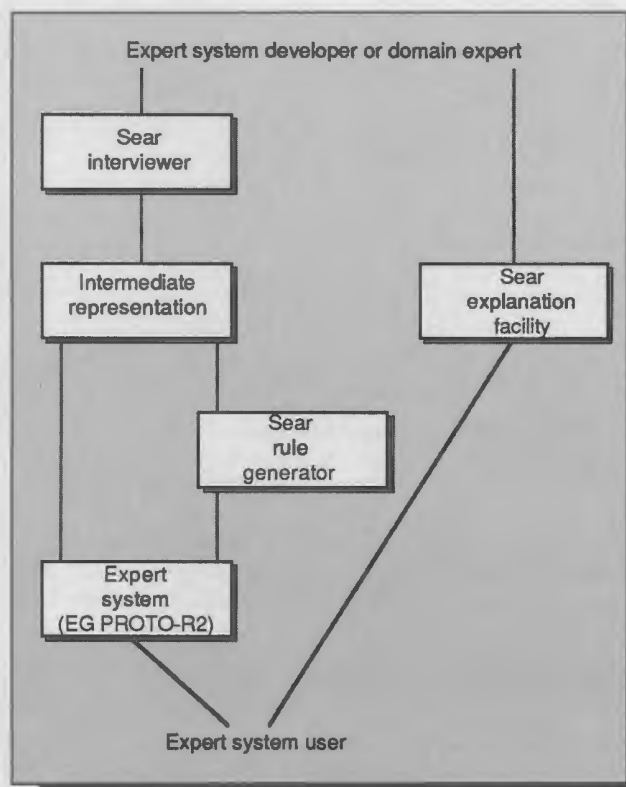 Expert system developer or domain expert
Sear
interviewer
Intermediate
representation
Sear
explanation
facility
Sear
rule
generator
Expert
system
(EG PROTO-R2)
Expert system user